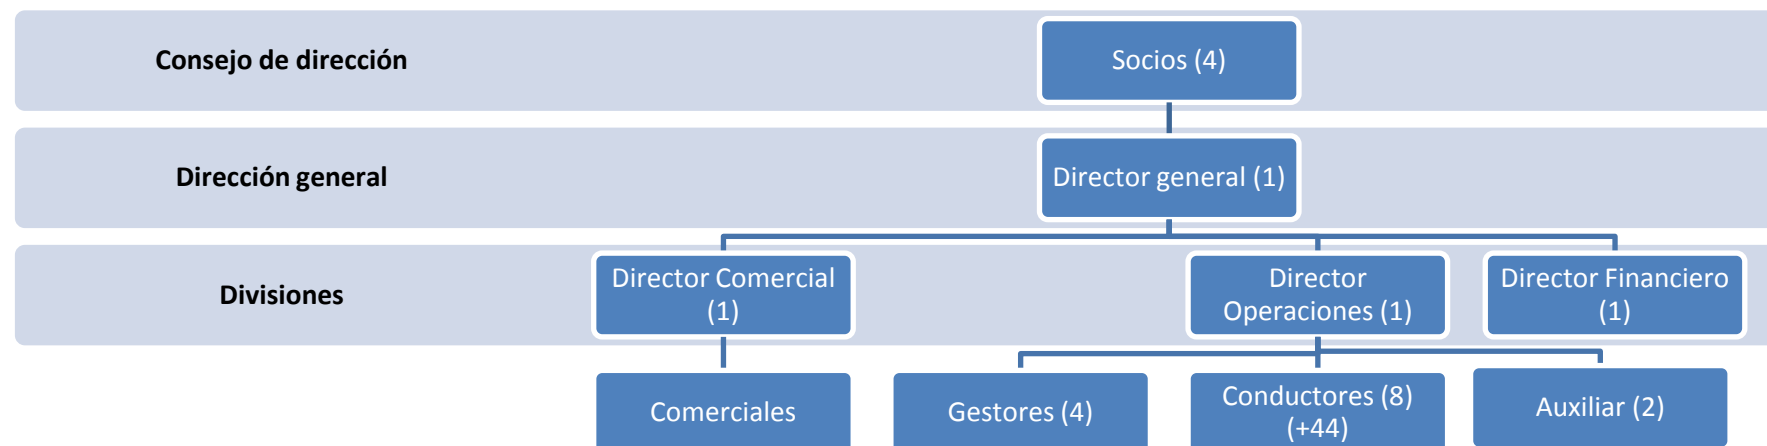 Consejo de dirección
Socios (4)
Dirección general
Director general (1)
Divisiones
Director Comercial
(1)
Director
Operaciones (1)
Director Financiero
(1)
Comerciales
Gestores (4)
Conductores (8)
(+44)
Auxiliar (2)